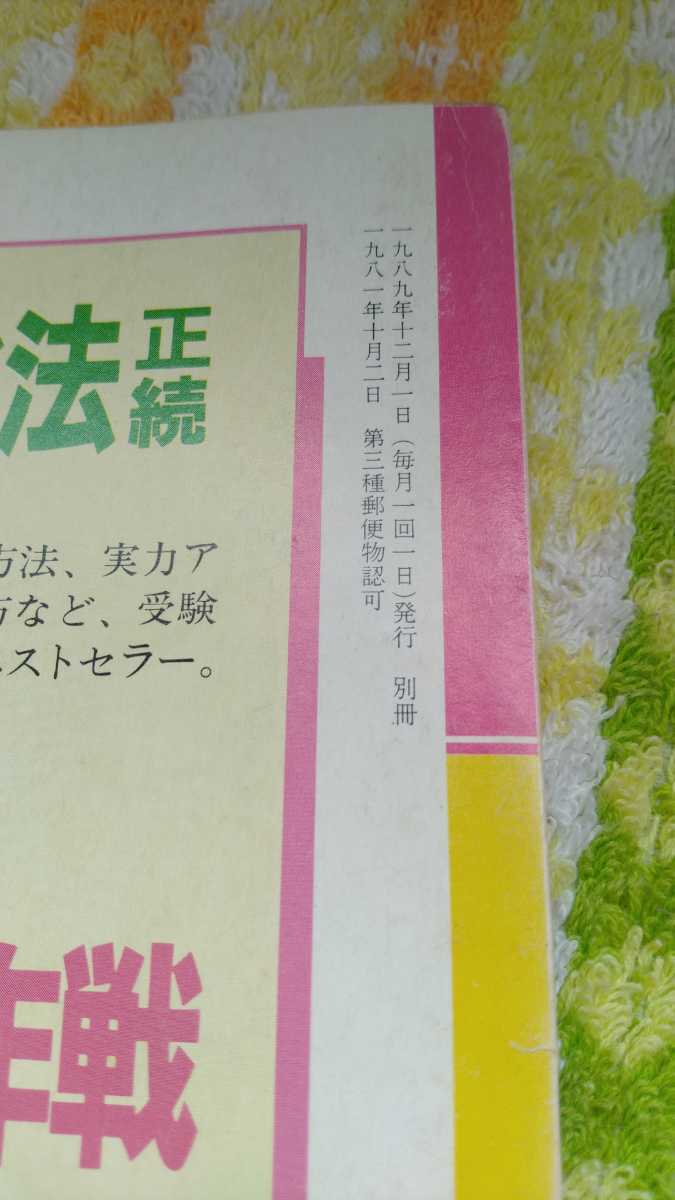 一九八九年十二月一日(毎月一回一日)発行 別冊
一九八一年十月二日 第三種郵便物認可
法
正
続
方法、実力ア
方など、受験
ベストセラー。